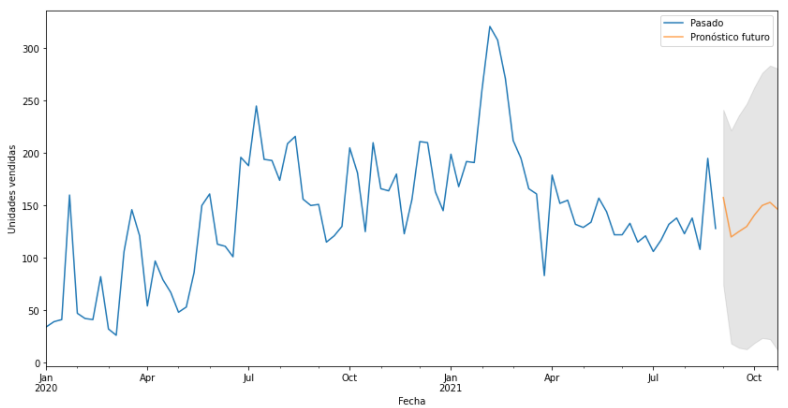 Pasado
Pronóstico futuro
300
250
200
150
100
50
0
Unidades vendidas
Jan
2020
Apr
Jul
Oct
Jan
2021
Apr
Jul
Oct
Fecha